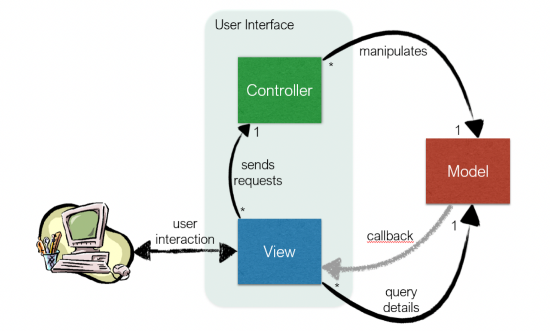 User Interface
manipulates
*
Controller
1
1
Model
sends
requests
*
user
interaction
View
callback
1
*
query
details